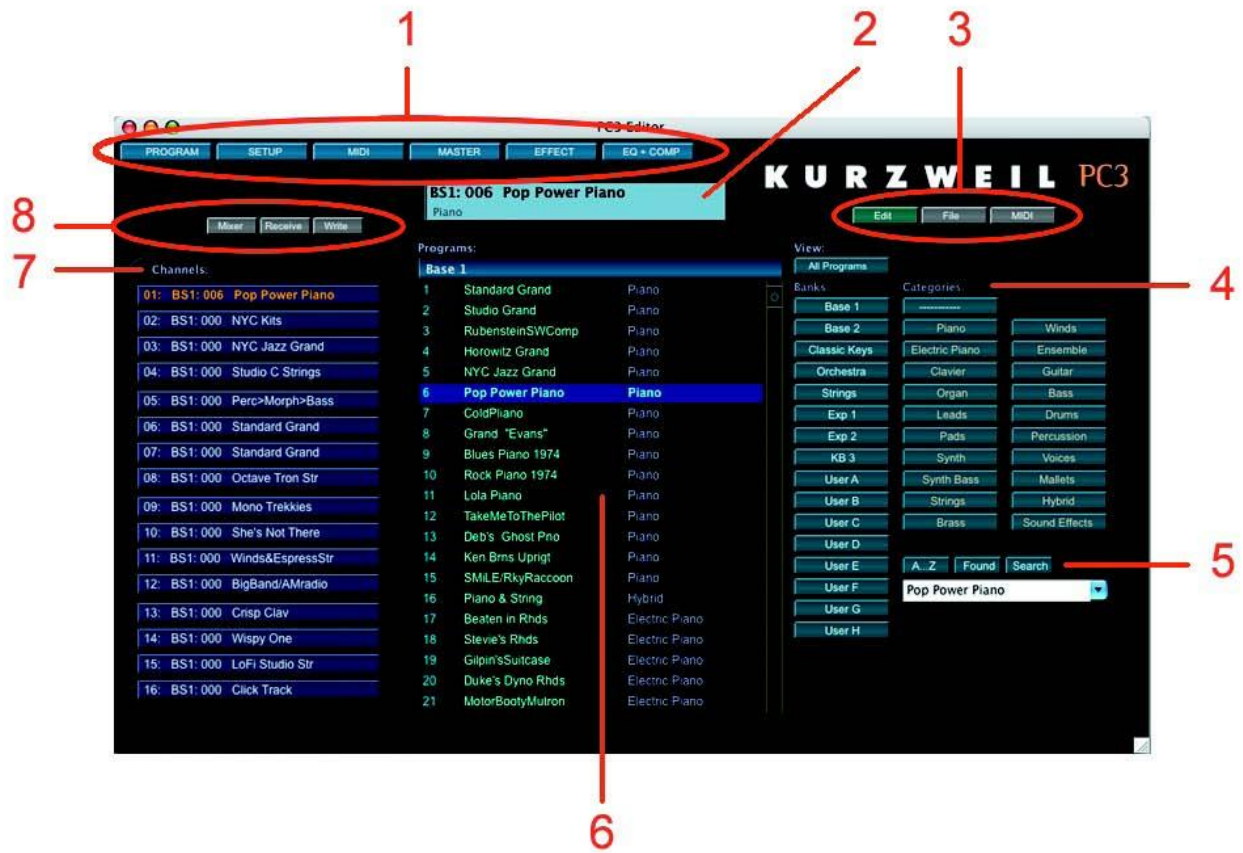 1
2
3
PC3 Editor
PROGRAM SETUP MIDI MASTER EFFECT EQ + COMP
KURZWEIL PC3
BS1: 006 Pop Power Piano
Piano
Edit File MIDI
8
Mixer Receive Write
7
Channels:
01: BS1: 006 Pop Power Piano
02: BS1: 000 NYC Kits
03: BS1: 000 NYC Jazz Grand
04: BS1: 000 Studio C Strings
05: BS1: 000 Perc>Morph>Bass
06: BS1: 000 Standard Grand
07: BS1: 000 Standard Grand
08: BS1: 000 Octave Tron Str
09: BS1: 000 Mono Trekkies
10: BS1: 000 She's Not There
11: BS1: 000 Winds&EspressStr
12: BS1: 000 BigBand/AMradio
13: BS1: 000 Crisp Clav
14: BS1: 000 Wispy One
15: BS1: 000 LoFi Studio Str
16: BS1: 000 Click Track
Programs:
Base 1
1 Standard Grand Piano
2 Studio Grand Piano
3 RubensteinSWComp Piano
4 Horowitz Grand Piano
5 NYC Jazz Grand Piano
6 Pop Power Piano Piano
7 ColdPliano Piano
8 Grand "Evans" Piano
9 Blues Piano 1974 Piano
10 Rock Piano 1974 Piano
11 Lola Piano Piano
12 TakeMeToThePilot Piano
13 Deb's Ghost Pno Piano
14 Ken Brns Uprigt Piano
15 SMiLE/RkyRaccoon Piano
16 Piano & String Hybrid
17 Beaten in Rhds Electric Piano
18 Stevie's Rhds Electric Piano
19 Gilpin'sSuitcase Electric Piano
20 Duke's Dyno Rhds Electric Piano
21 MotorBootyMutron Electric Piano
6
View:
All Programs
Banks
Base 1
Base 2
Classic Keys
Orchestra
Strings
Exp 1
Exp 2
KB 3
User A
User B
User C
User D
User E
User F
User G
User H
Categories:
4
-----------
Piano Winds
Electric Piano Ensemble
Clavier Guitar
Organ Bass
Leads Drums
Pads Percussion
Synth Voices
Synth Bass Mallets
Strings Hybrid
Brass Sound Effects
A...Z Found Search
5
Pop Power Piano